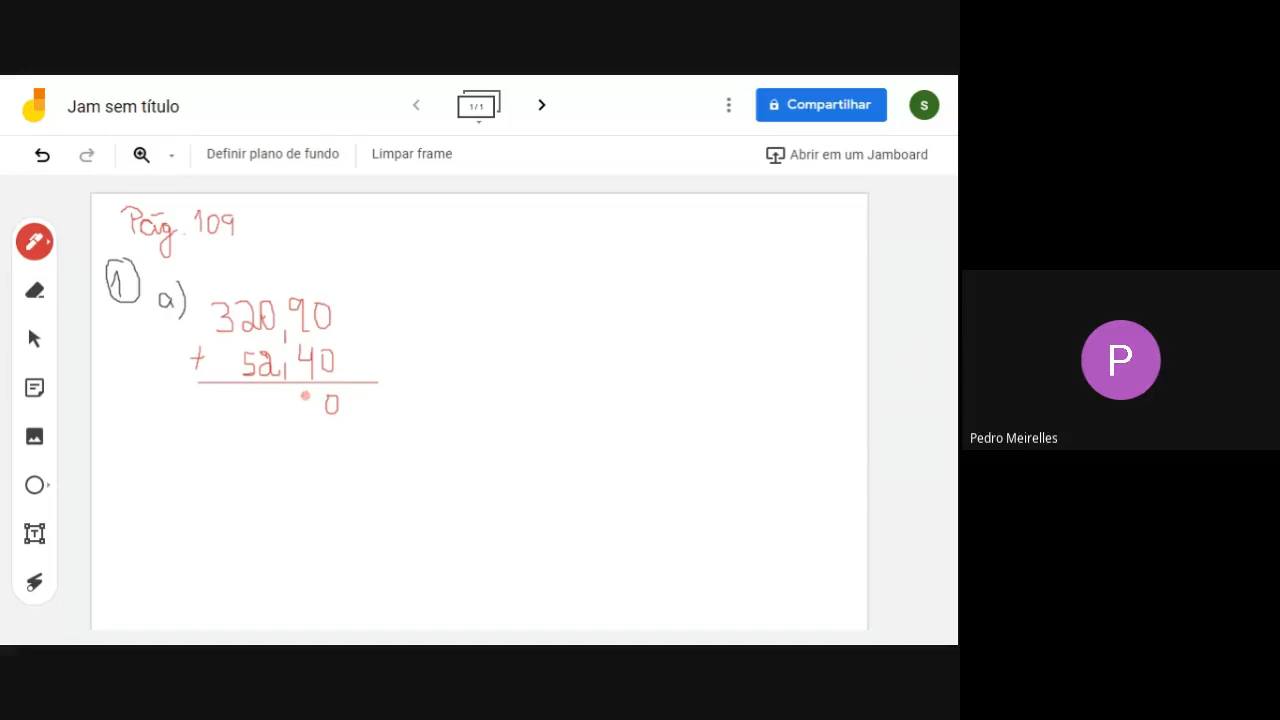 Jam sem título
1/1
Compartilhar
S
Definir plano de fundo
Limpar frame
Abrir em um Jamboard
Pág. 109
1 a)
320,90
+ 52,40
0
P
Pedro Meirelles